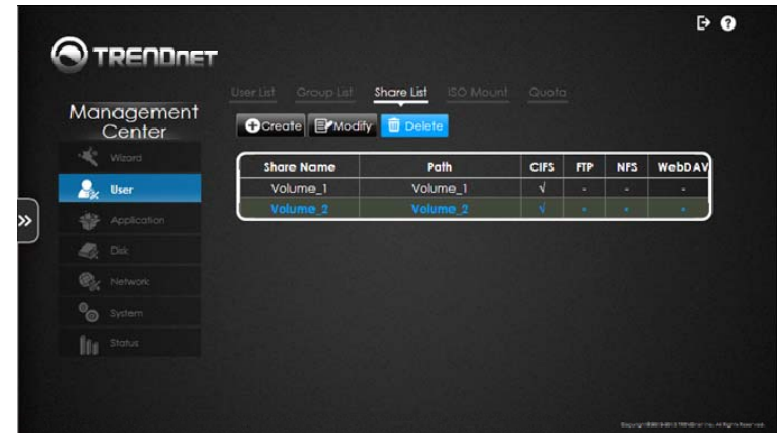 TRENDNET
User List Group List Share List ISO Mount Quota
Management
Center
Create Modify Delete
Wizard
User
Application
Disk
Network
System
Status
Share Name Path CIFS FTP NFS WebDAV
Volume_1 Volume_1 √ - - -
Volume_2 Volume_2 √ - - -